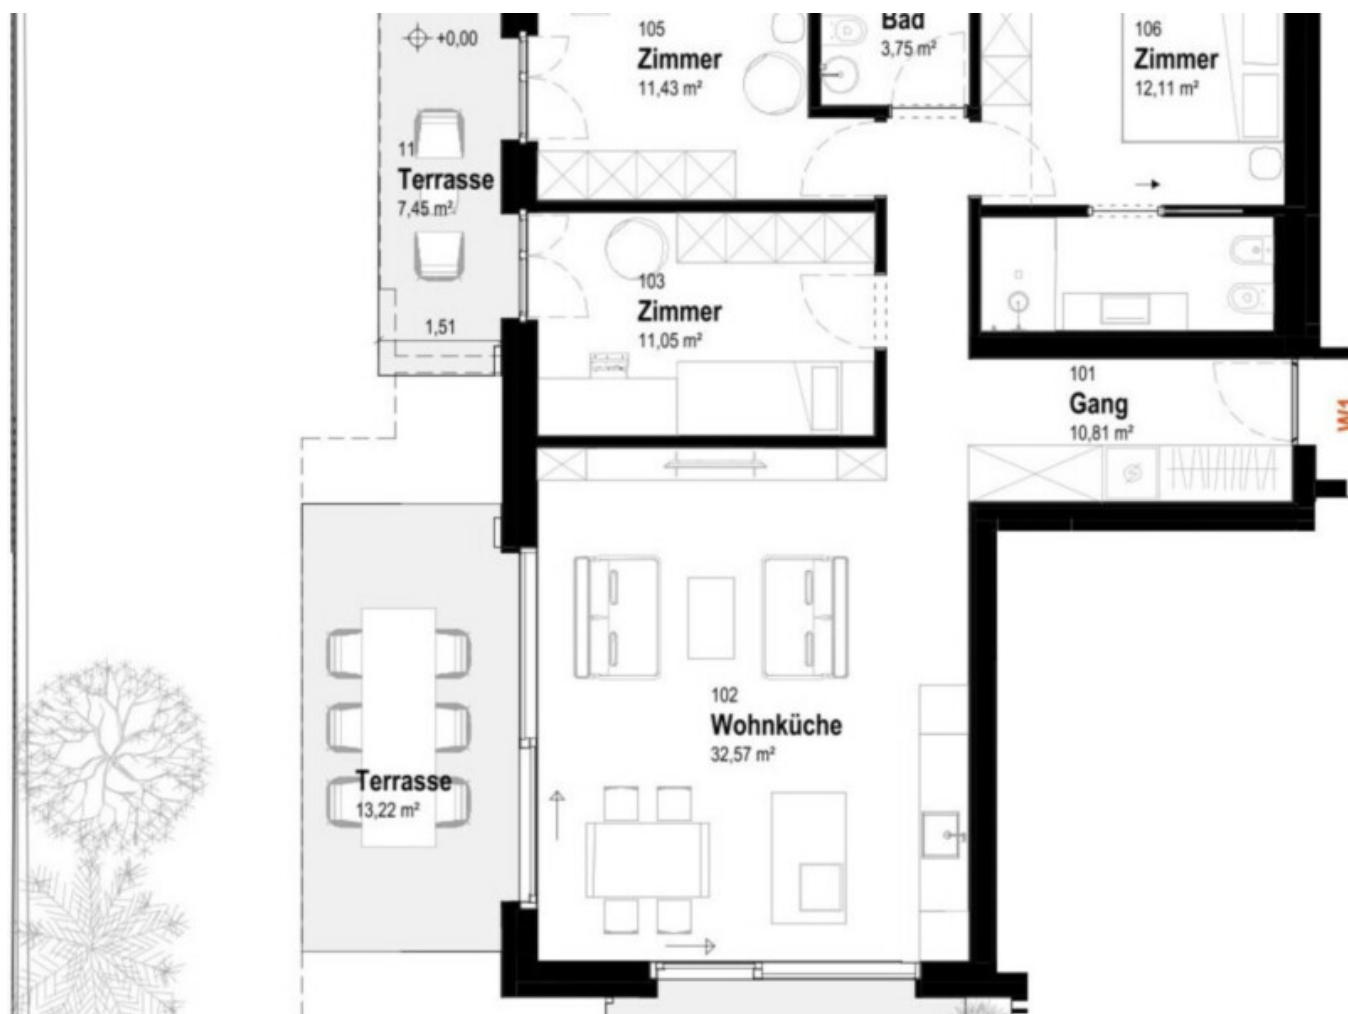 105
Zimmer
11,43 m²
Bad
3,75 m²
106
Zimmer
12,11 m²
+0,00
11
Terrasse
7,45 m²
1,51
103
Zimmer
11,05 m²
101
Gang
10,81 m²
W1
102
Wohnküche
32,57 m²
Terrasse
13,22 m²